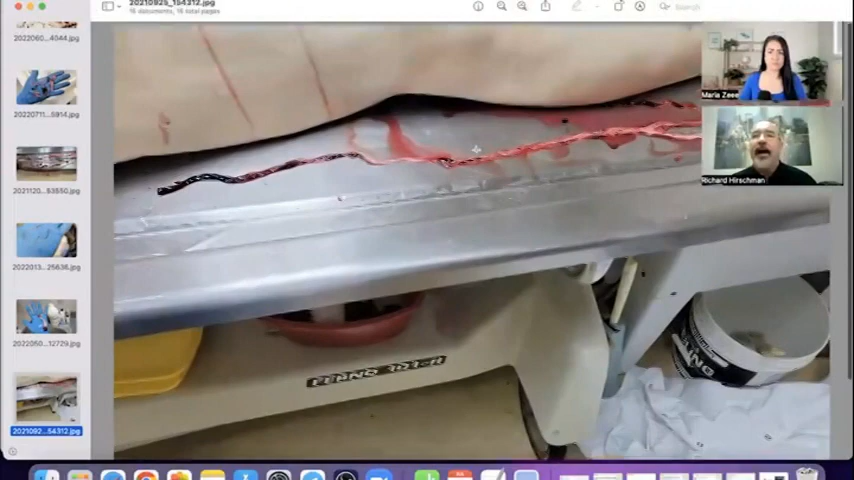 20210925_154312.jpg
16 documents, 16 total pages
Search
2022060...4044.jpg
20220711...5914.jpg
2021120...53550.jpg
2022013...25636.jpg
2022050...12729.jpg
2021092...54312.jpg
Maria Zeee
Richard Hirschman